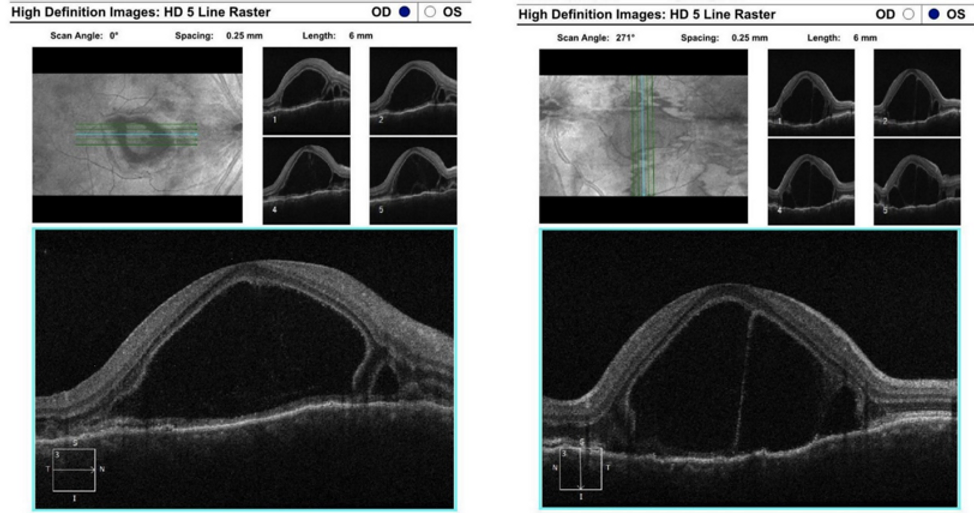 High Definition Images: HD 5 Line Raster OD OS
Scan Angle: 0° Spacing: 0.25 mm Length: 6 mm
1 2
4 5
3 S
T N
I
High Definition Images: HD 5 Line Raster OD OS
Scan Angle: 271° Spacing: 0.25 mm Length: 6 mm
1 2
4 5
3 S
N T
I